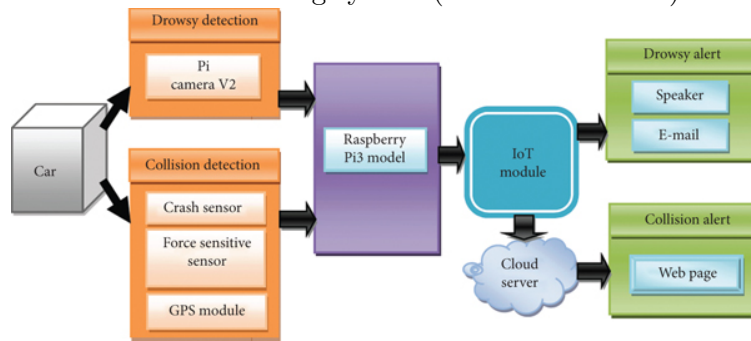 Drowsy detection
Pi
camera V2
Car
Collision detection
Crash sensor
Force sensitive
sensor
GPS module
Raspberry
Pi3 model
IoT
module
Cloud
server
Drowsy alert
Speaker
E-mail
Collision alert
Web page